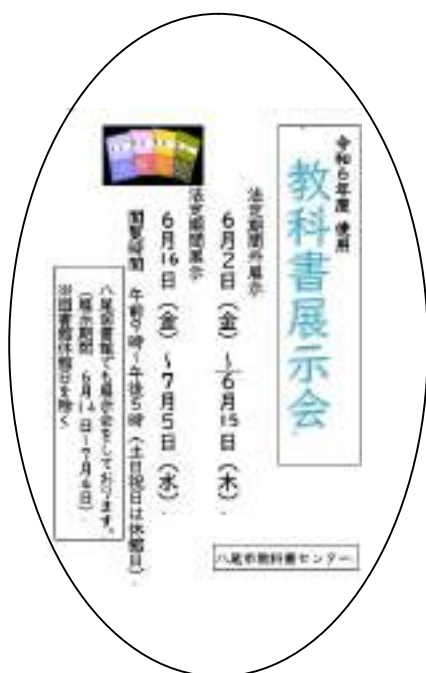 令和6年度 使用
教科書展示会
法定期間外展示
6月2日(金)~6月15日(木).
法定期間展示
6月16日(金)~7月5日(水).
閲覧時間 午前9時~午後5時(土日祝日は休館日).
八尾図書館でも展示会をしております。
(展示期間 6月14日~7月4日).
※図書館休館日を除く
八尾市教科書センター